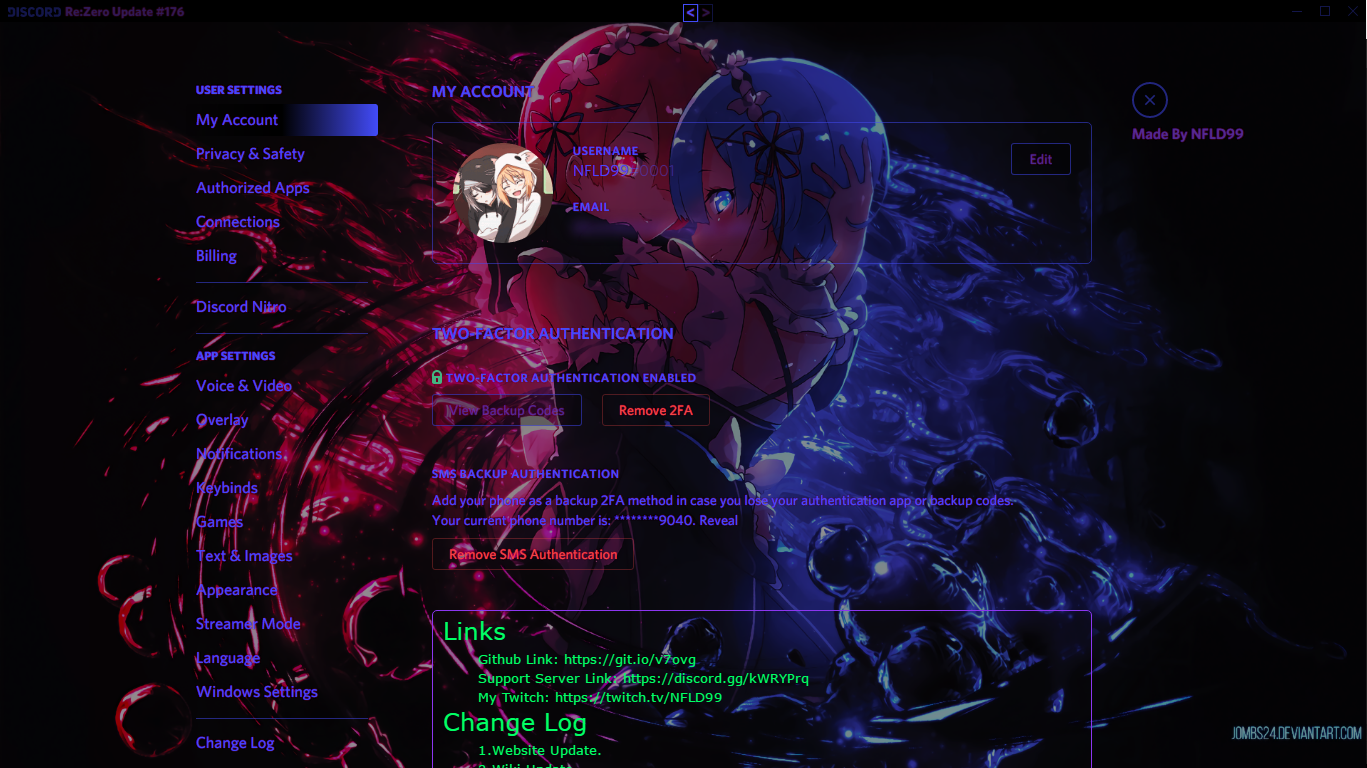 DISCORD Re:Zero Update #176
< >
USER SETTINGS
My Account
Privacy & Safety
Authorized Apps
Connections
Billing
Discord Nitro
APP SETTINGS
Voice & Video
Overlay
Notifications
Keybinds
Games
Text & Images
Appearance
Streamer Mode
Language
Windows Settings
Change Log
MY ACCOUNT
USERNAME
EMAIL
Edit
TWO-FACTOR AUTHENTICATION
TWO-FACTOR AUTHENTICATION ENABLED
View Backup Codes
Remove 2FA
SMS BACKUP AUTHENTICATION
Add your phone as a backup 2FA method in case you lose your authentication app or backup codes.
Your current phone number is: ********9040. Reveal
Remove SMS Authentication
Links
Github Link: https://git.io/v7ovg
Support Server Link: https://discord.gg/kWRYPrq
My Twitch: https://twitch.tv/NFLD99
Change Log
1.Website Update.
Made By NFLD99
JOMBS24.DEVIANTART.COM